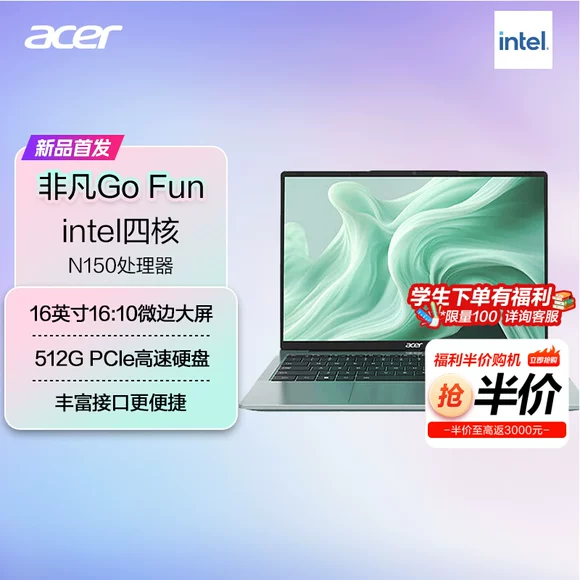 acer
intel.
新品首发
非凡Go Fun
intel四核
N150处理器
16英寸16:10微边大屏
512G PCIe高速硬盘
丰富接口更便捷
acer
学生下单有福利
*限量100 详询客服
福利半价购机
立即抢购
抢 半价
–半价至高返3000元–